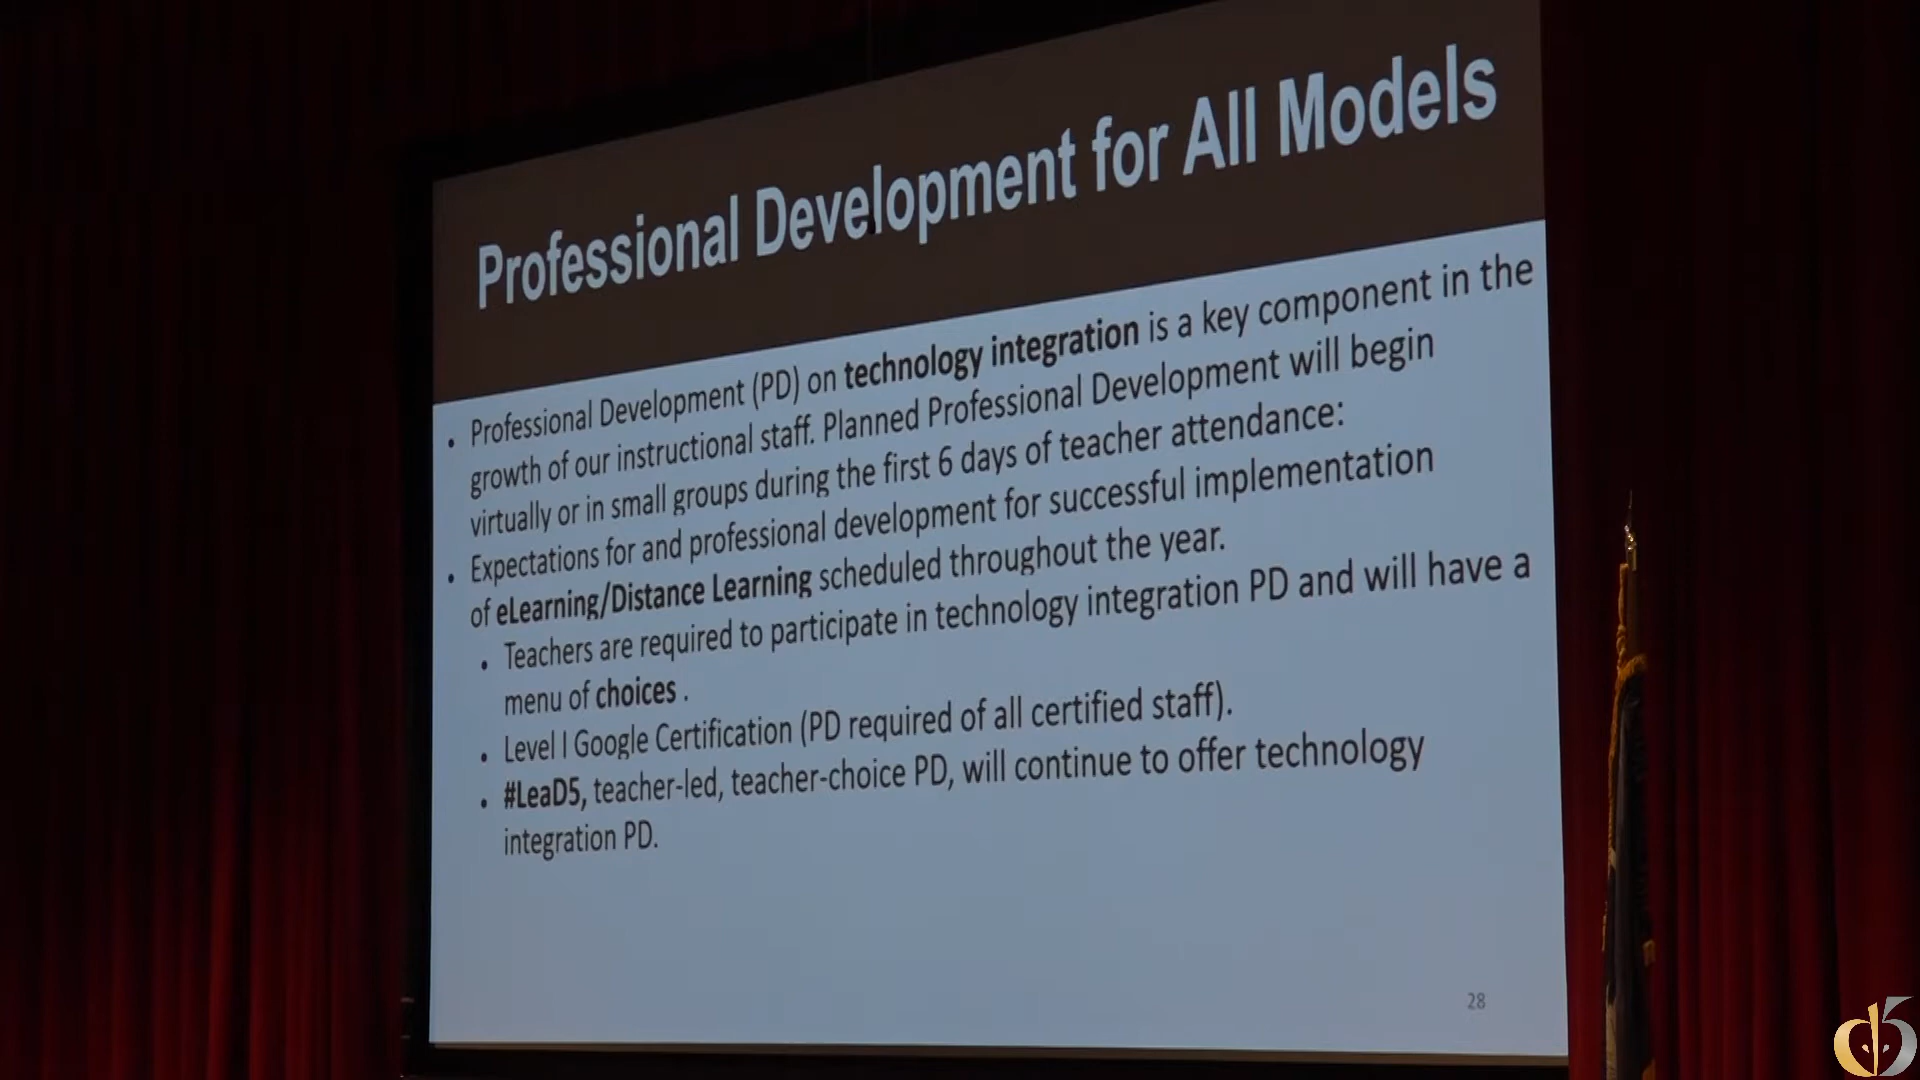 Professional Development for All Models
• Professional Development (PD) on technology integration is a key component in the
growth of our instructional staff. Planned Professional Development will begin
virtually or in small groups during the first 6 days of teacher attendance:
• Expectations for and professional development for successful implementation
of eLearning/Distance Learning scheduled throughout the year.
• Teachers are required to participate in technology integration PD and will have a
menu of choices .
• Level I Google Certification (PD required of all certified staff).
• #LeaD5, teacher-led, teacher-choice PD, will continue to offer technology
integration PD.
28
d5